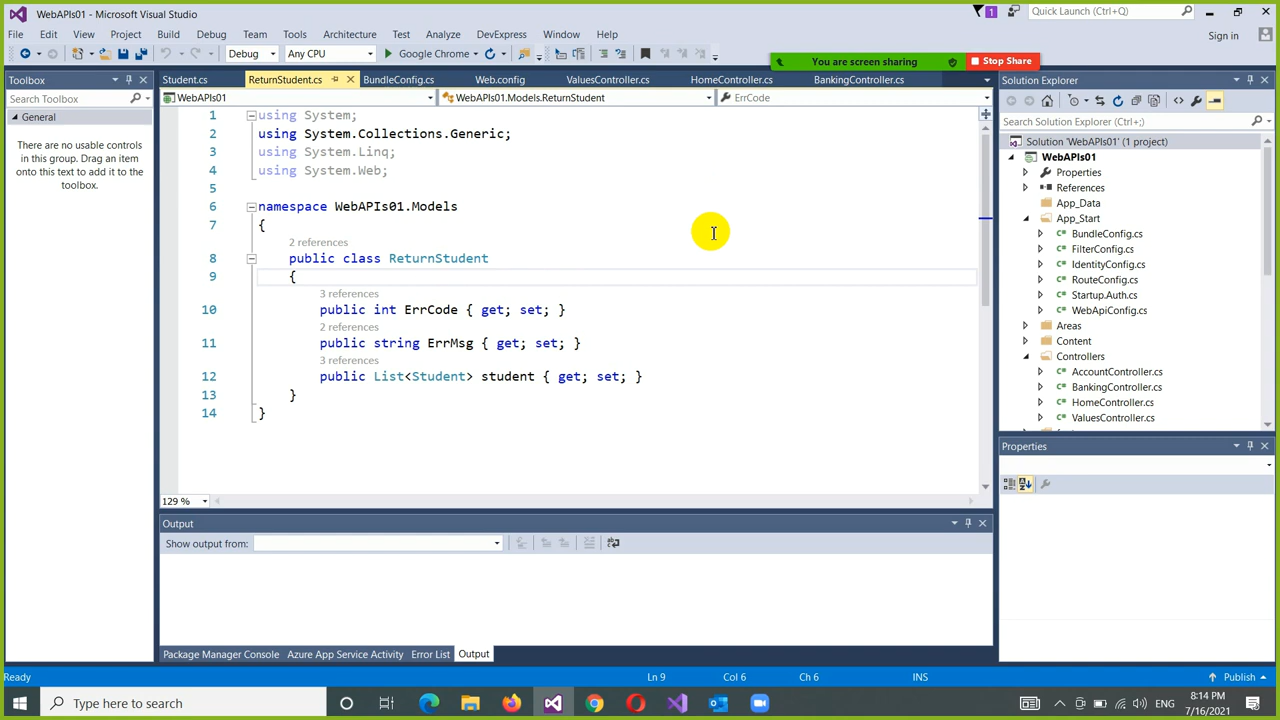 WebAPIs01 - Microsoft Visual Studio
1
Quick Launch (Ctrl+Q)
File Edit View Project Build Debug Team Tools Architecture Test Analyze DevExpress Window Help
Sign in
Debug Any CPU Google Chrome
You are screen sharing Stop Share
Toolbox
Search Toolbox
General
There are no usable controls
in this group. Drag an item
onto this text to add it to the
toolbox.
Student.cs ReturnStudent.cs BundleConfig.cs Web.config ValuesController.cs HomeController.cs BankingController.cs
WebAPIs01 WebAPIs01.Models.ReturnStudent ErrCode
1 using System;
2 using System.Collections.Generic;
3 using System.Linq;
4 using System.Web;
5
6 namespace WebAPIs01.Models
7 {
2 references
8 public class ReturnStudent
9 {
3 references
10 public int ErrCode { get; set; }
2 references
11 public string ErrMsg { get; set; }
3 references
12 public List<Student> student { get; set; }
13 }
14 }
129 %
Output
Show output from:
Package Manager Console Azure App Service Activity Error List Output
Solution Explorer
Search Solution Explorer (Ctrl+;)
Solution 'WebAPIs01' (1 project)
WebAPIs01
Properties
References
App_Data
App_Start
C# BundleConfig.cs
C# FilterConfig.cs
C# IdentityConfig.cs
C# RouteConfig.cs
C# Startup.Auth.cs
C# WebApiConfig.cs
Areas
Content
Controllers
C# AccountController.cs
C# BankingController.cs
C# HomeController.cs
C# ValuesController.cs
Properties
Ready Ln 9 Col 6 Ch 6 INS Publish
Type here to search
ENG
8:14 PM
7/16/2021